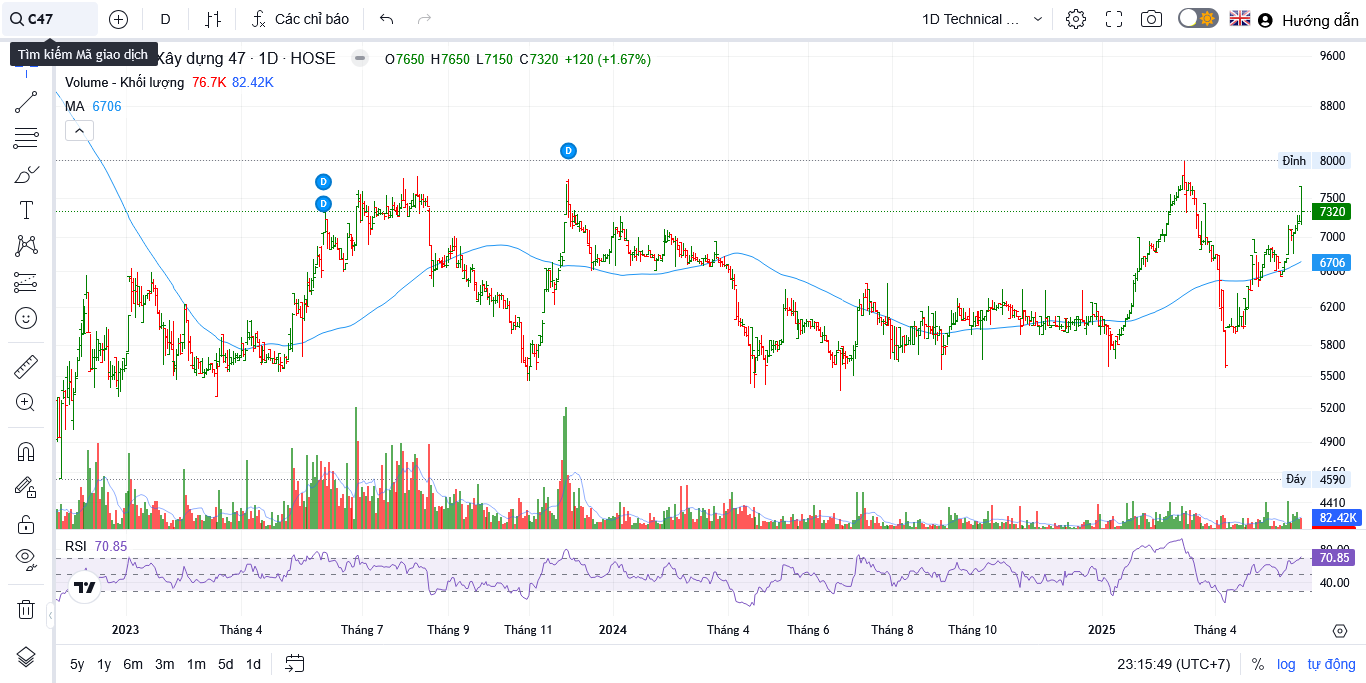 C47 D Các chỉ báo 1D Technical ... Hướng dẫn
Tìm kiếm Mã giao dịch
Xây dựng 47 · 1D · HOSE O7650 H7650 L7150 C7320 +120 (+1.67%)
Volume - Khối lượng 76.7K 82.42K
MA 6706
9600
8800
D
Đỉnh 8000
D
D
7500
7320
7000
6706
6200
5800
5500
5200
4900
Đáy 4590
4410
82.42K
RSI 70.85
70.85
40.00
2023 Tháng 4 Tháng 7 Tháng 9 Tháng 11 2024 Tháng 4 Tháng 6 Tháng 8 Tháng 10 2025 Tháng 4
5y 1y 6m 3m 1m 5d 1d 23:15:49 (UTC+7) % log tự động